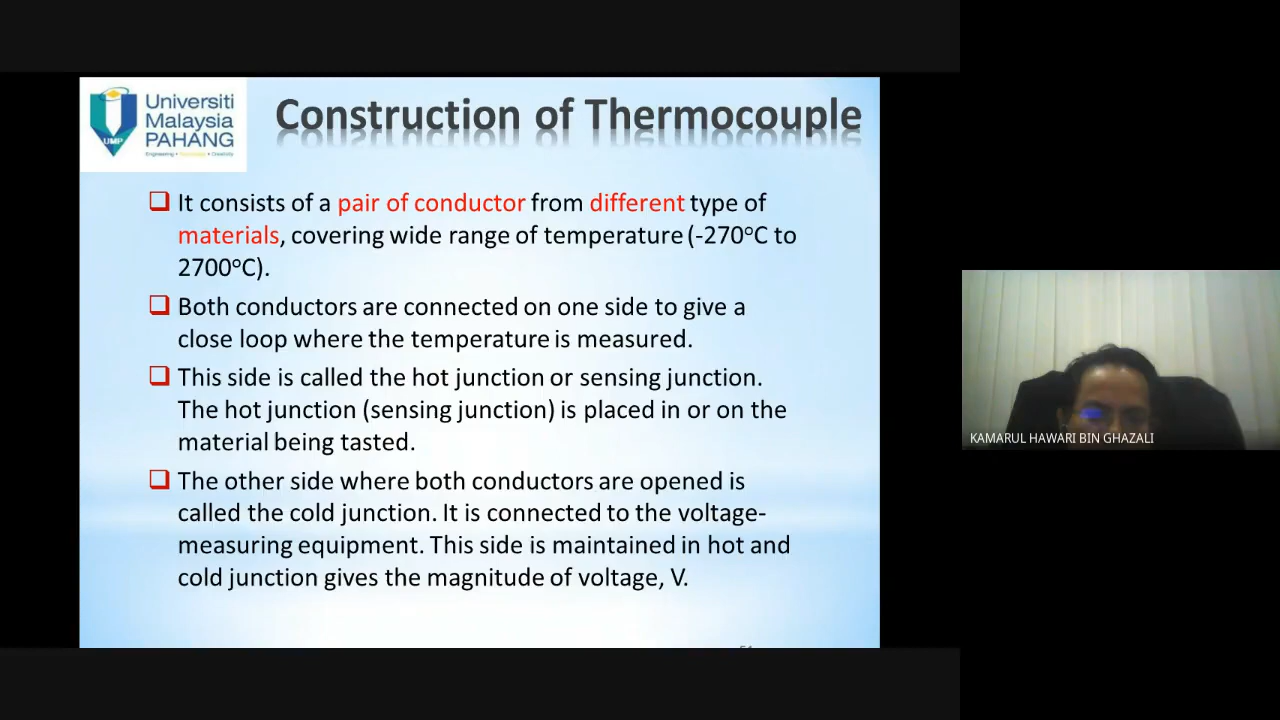 Universiti
Malaysia
PAHANG
UMP
Construction of Thermocouple
❑ It consists of a pair of conductor from different type of
materials, covering wide range of temperature (-270°C to
2700°C).
❑ Both conductors are connected on one side to give a
close loop where the temperature is measured.
❑ This side is called the hot junction or sensing junction.
The hot junction (sensing junction) is placed in or on the
material being tasted.
❑ The other side where both conductors are opened is
called the cold junction. It is connected to the voltage-
measuring equipment. This side is maintained in hot and
cold junction gives the magnitude of voltage, V.
KAMARUL HAWARI BIN GHAZALI